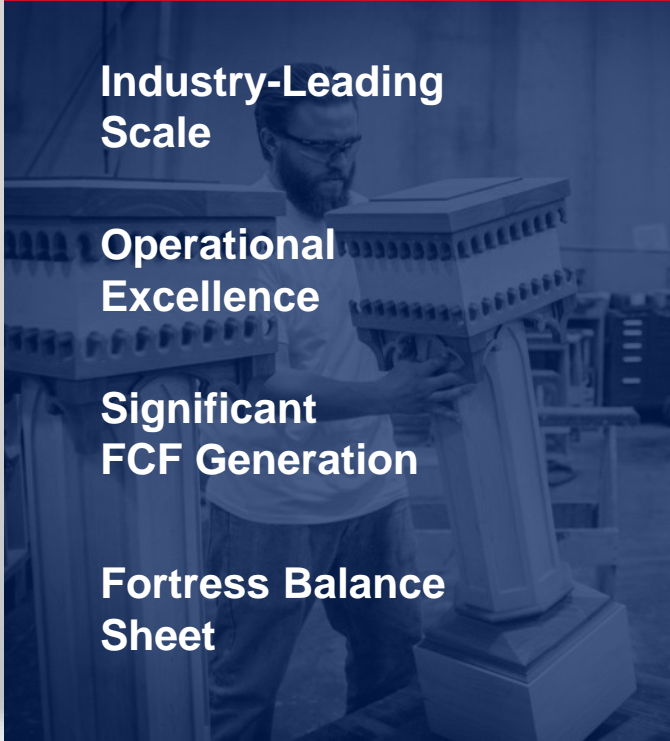 Industry-Leading
Scale
Operational
Excellence
Significant
FCF Generation
Fortress Balance
Sheet